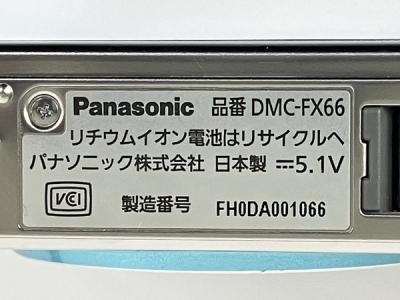 Panasonic 品番 DMC-FX66
リチウムイオン電池はリサイクルへ
パナソニック株式会社 日本製 ⎓5.1V
VCI 製造番号 FH0DA001066